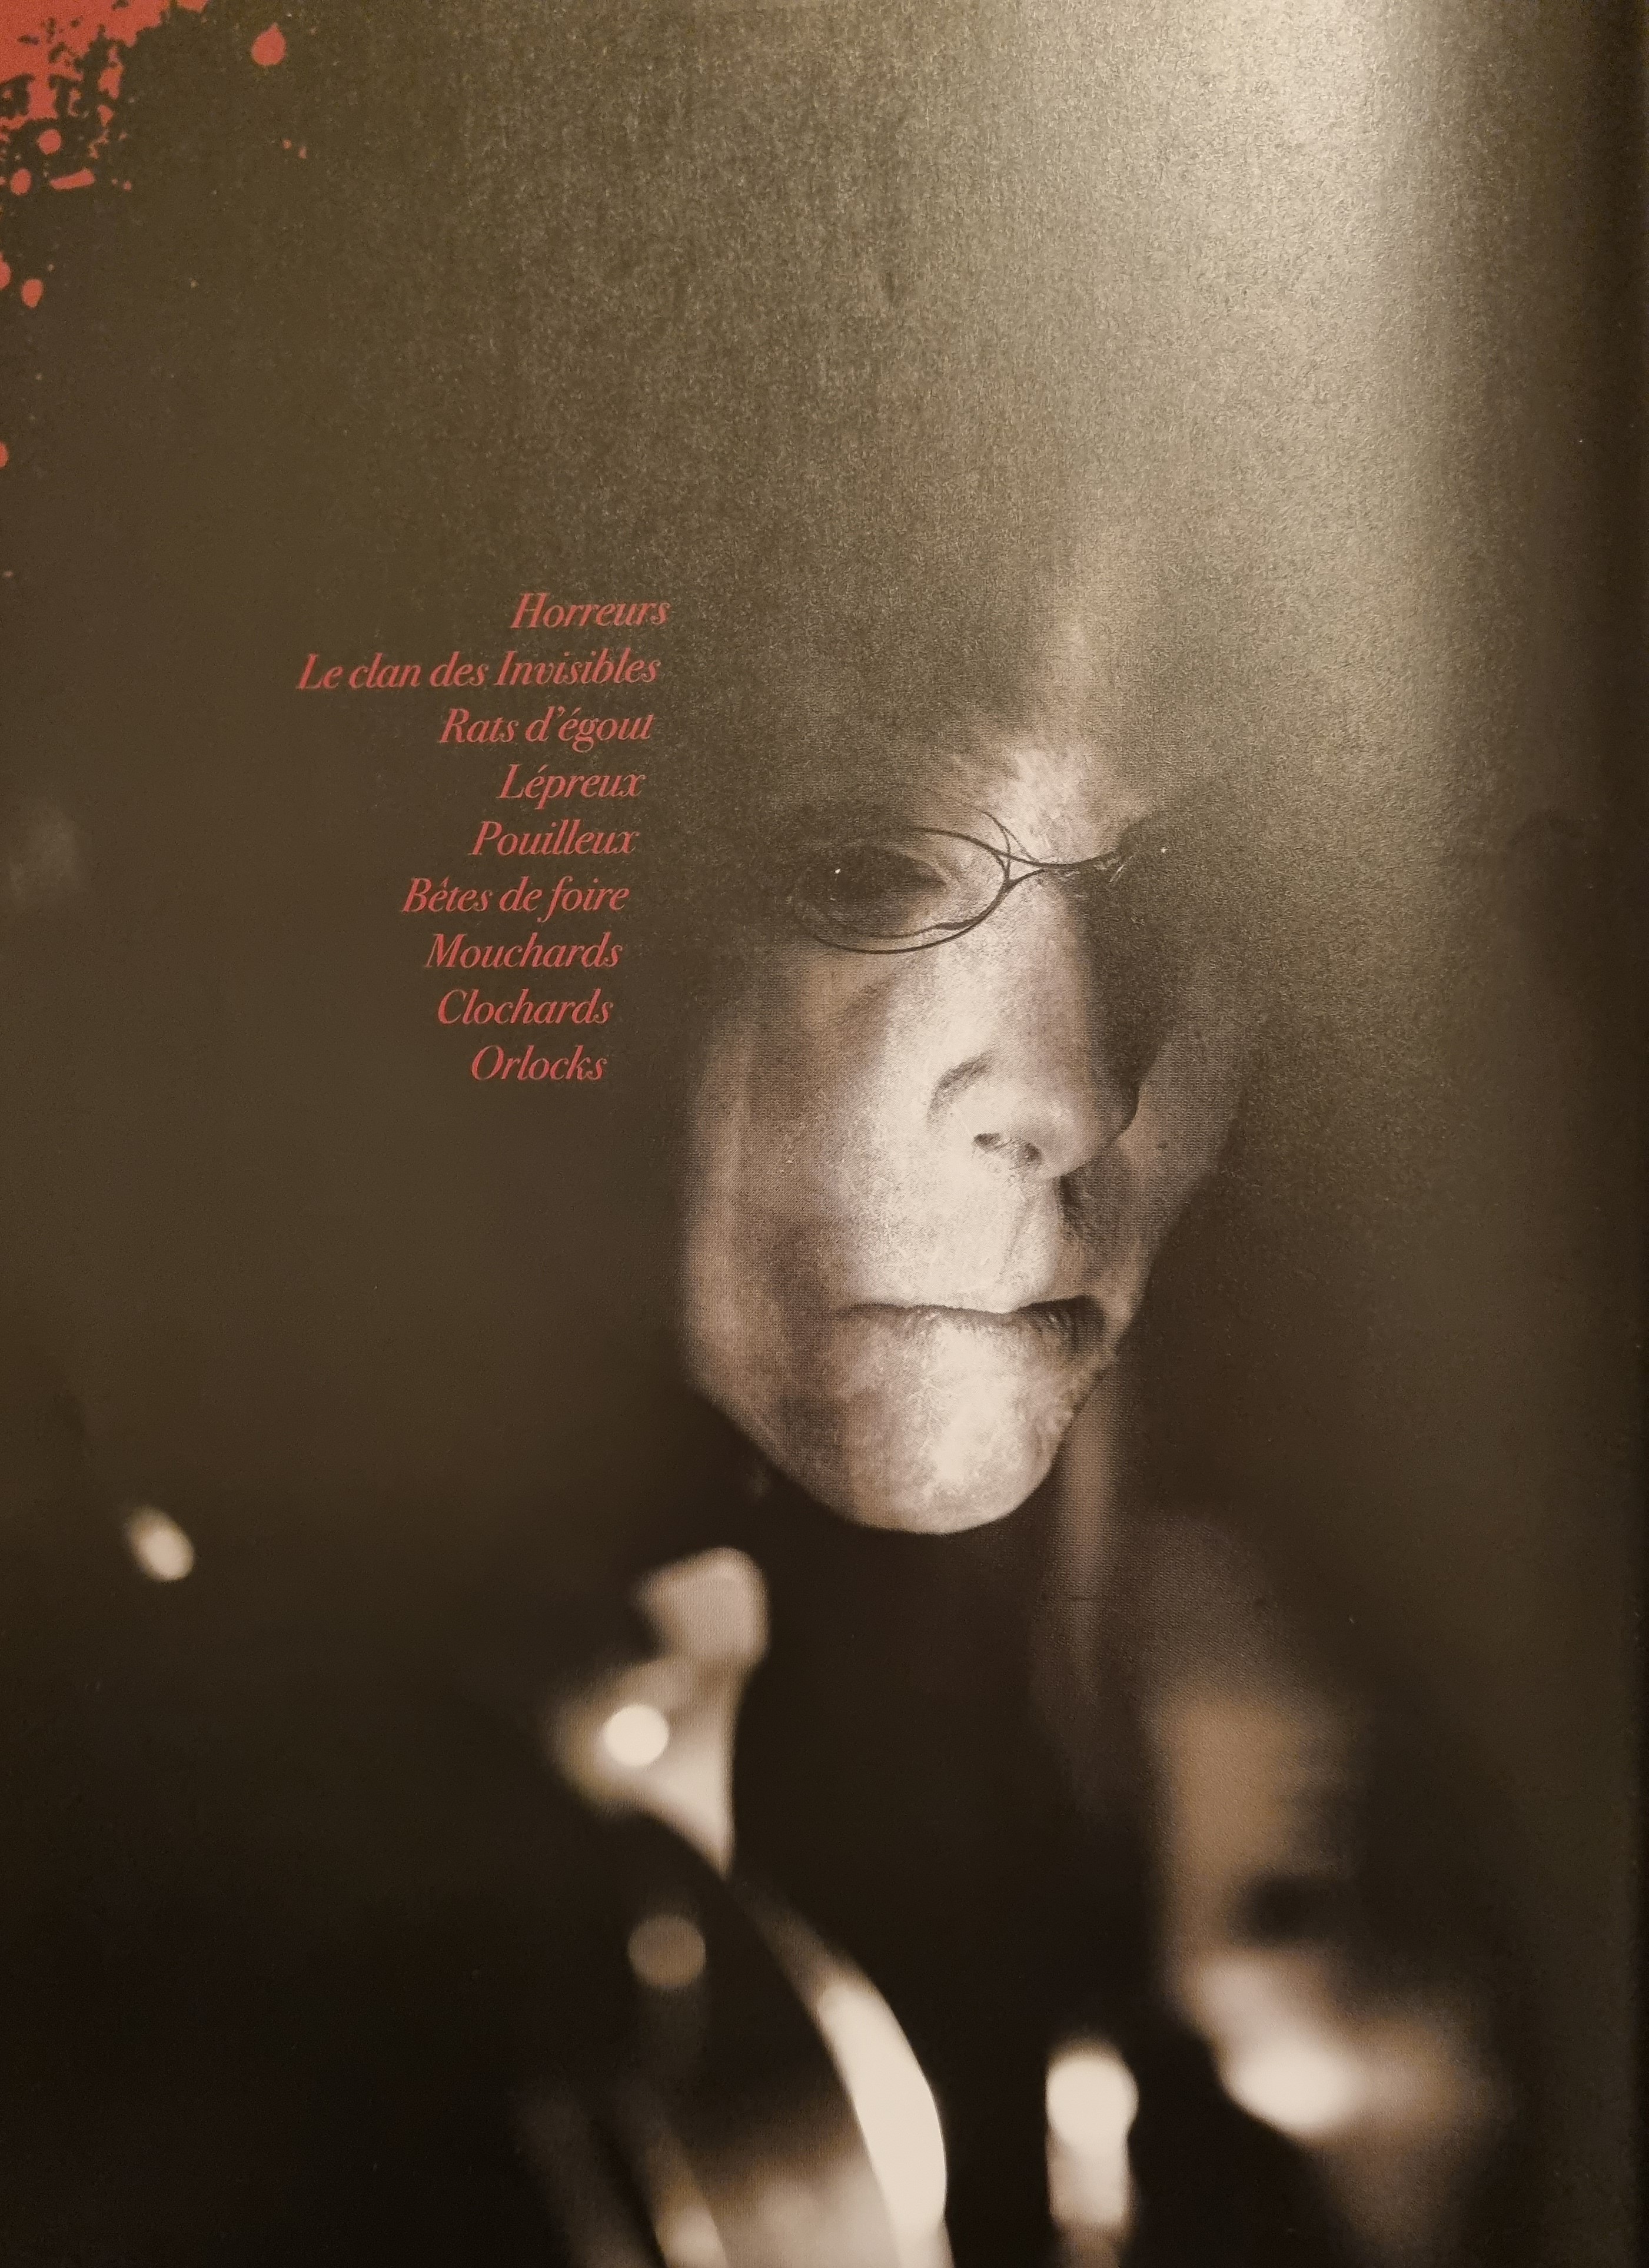 Horreurs
Le clan des Invisibles
Rats d'égout
Lépreux
Pouilleux
Bêtes de foire
Mouchards
Clochards
Orlocks